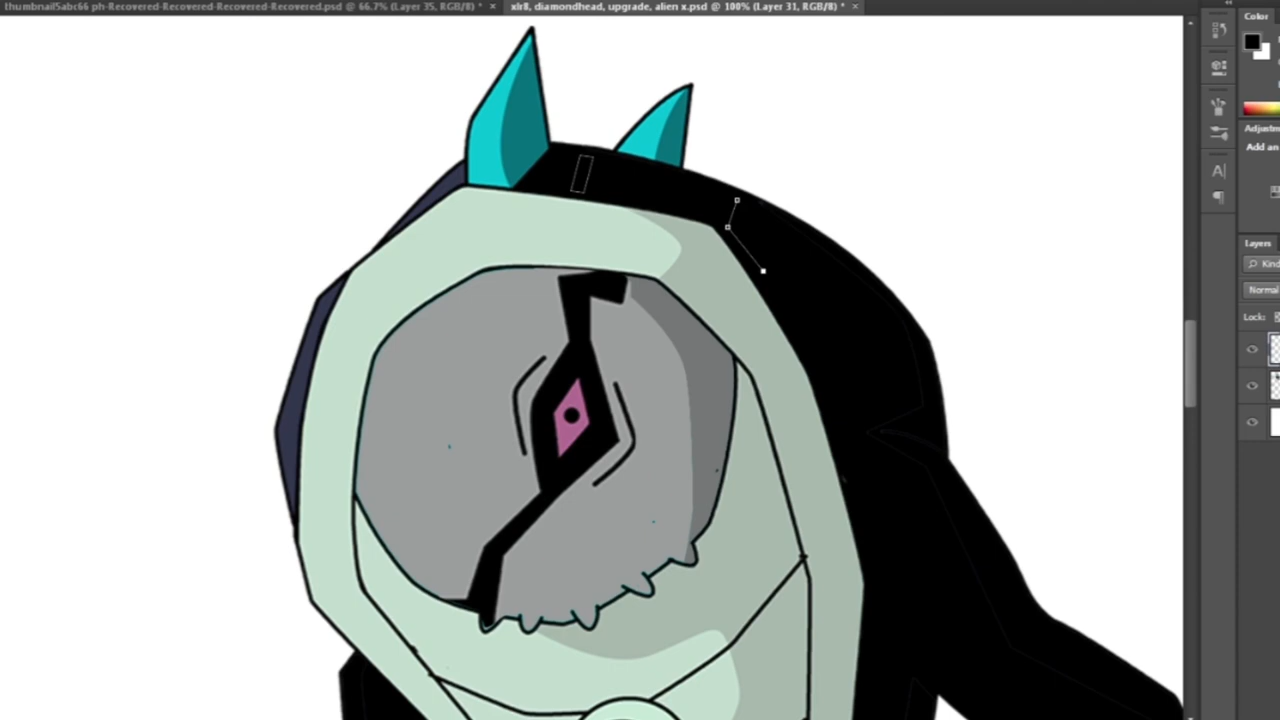 thumbnail5abc66 ph-Recovered-Recovered-Recovered-Recovered.psd @ 66.7% (Layer 35, RGB/8) * ×
xlr8, diamondhead, upgrade, alien x.psd @ 100% (Layer 31, RGB/8) * ×
Color
Adjustm
Add an
A|
Layers
Kind
Normal
Lock: